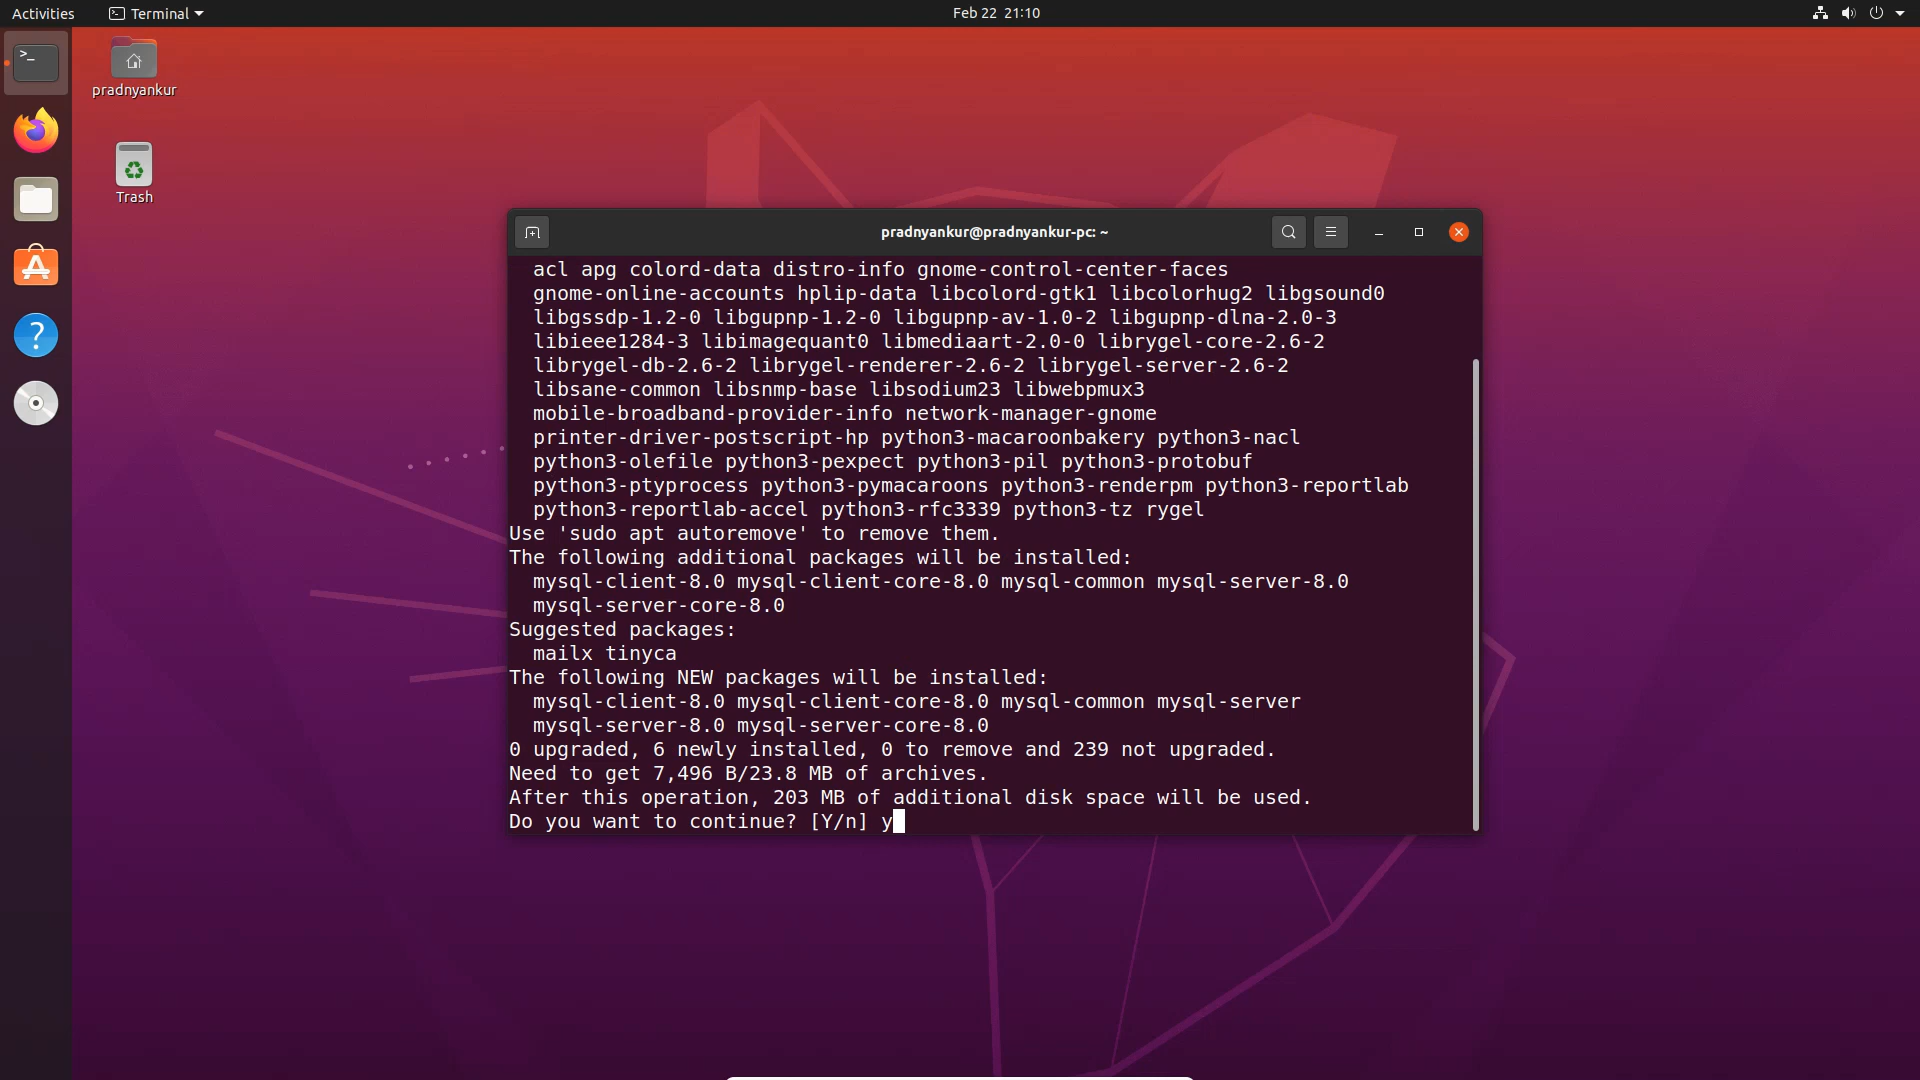 Activities
Terminal
Feb 22 21:10
pradnyankur
Trash
pradnyankur@pradnyankur-pc: ~
acl apg colord-data distro-info gnome-control-center-faces
gnome-online-accounts hplip-data libcolord-gtk1 libcolorhug2 libgsound0
libgssdp-1.2-0 libgupnp-1.2-0 libgupnp-av-1.0-2 libgupnp-dlna-2.0-3
libieee1284-3 libimagequant0 libmediaart-2.0-0 librygel-core-2.6-2
librygel-db-2.6-2 librygel-renderer-2.6-2 librygel-server-2.6-2
libsane-common libsnmp-base libsodium23 libwebpmux3
mobile-broadband-provider-info network-manager-gnome
printer-driver-postscript-hp python3-macaroonbakery python3-nacl
python3-olefile python3-pexpect python3-pil python3-protobuf
python3-ptyprocess python3-pymacaroons python3-renderpm python3-reportlab
python3-reportlab-accel python3-rfc3339 python3-tz rygel
Use 'sudo apt autoremove' to remove them.
The following additional packages will be installed:
mysql-client-8.0 mysql-client-core-8.0 mysql-common mysql-server-8.0
mysql-server-core-8.0
Suggested packages:
mailx tinyca
The following NEW packages will be installed:
mysql-client-8.0 mysql-client-core-8.0 mysql-common mysql-server
mysql-server-8.0 mysql-server-core-8.0
0 upgraded, 6 newly installed, 0 to remove and 239 not upgraded.
Need to get 7,496 B/23.8 MB of archives.
After this operation, 203 MB of additional disk space will be used.
Do you want to continue? [Y/n] y